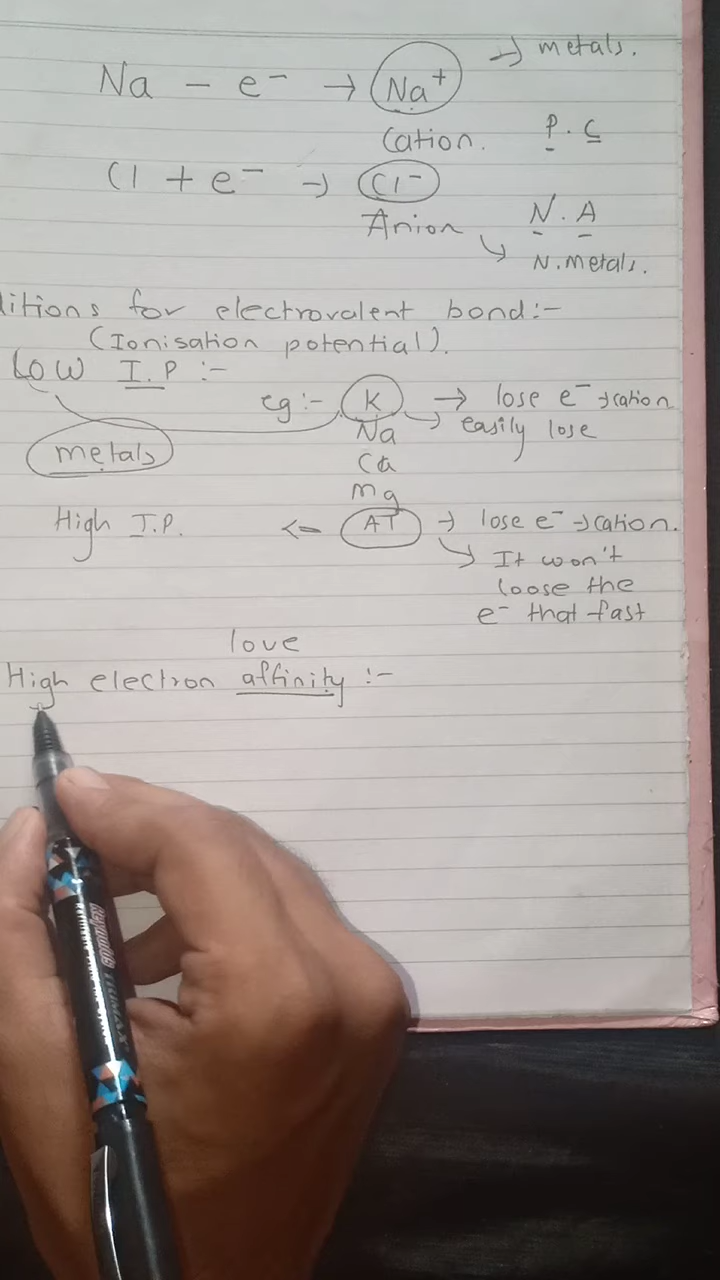 → metals.
Na – e⁻ → Na⁺
Cation. P. C
Cl + e⁻ → Cl⁻
Anion N. A
N. metals.
ditions for electrovalent bond:-
(Ionisation potential).
Low I.P :-
eg:- K → lose e⁻ → cation
Na → easily lose
metals
Ca
Mg
High I.P. <= Al → lose e⁻ → cation.
It won't
loose the
e⁻ that fast
love
High electron affinity :-